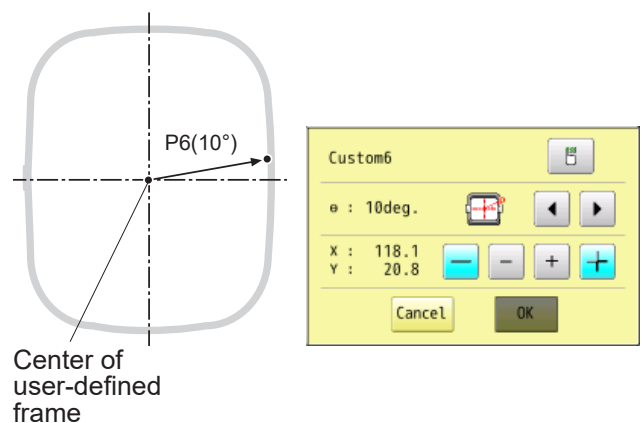 P6(10°)
Center of
user-defined
frame
Custom6
θ : 10deg.
X : 118.1
Y : 20.8
Cancel
OK